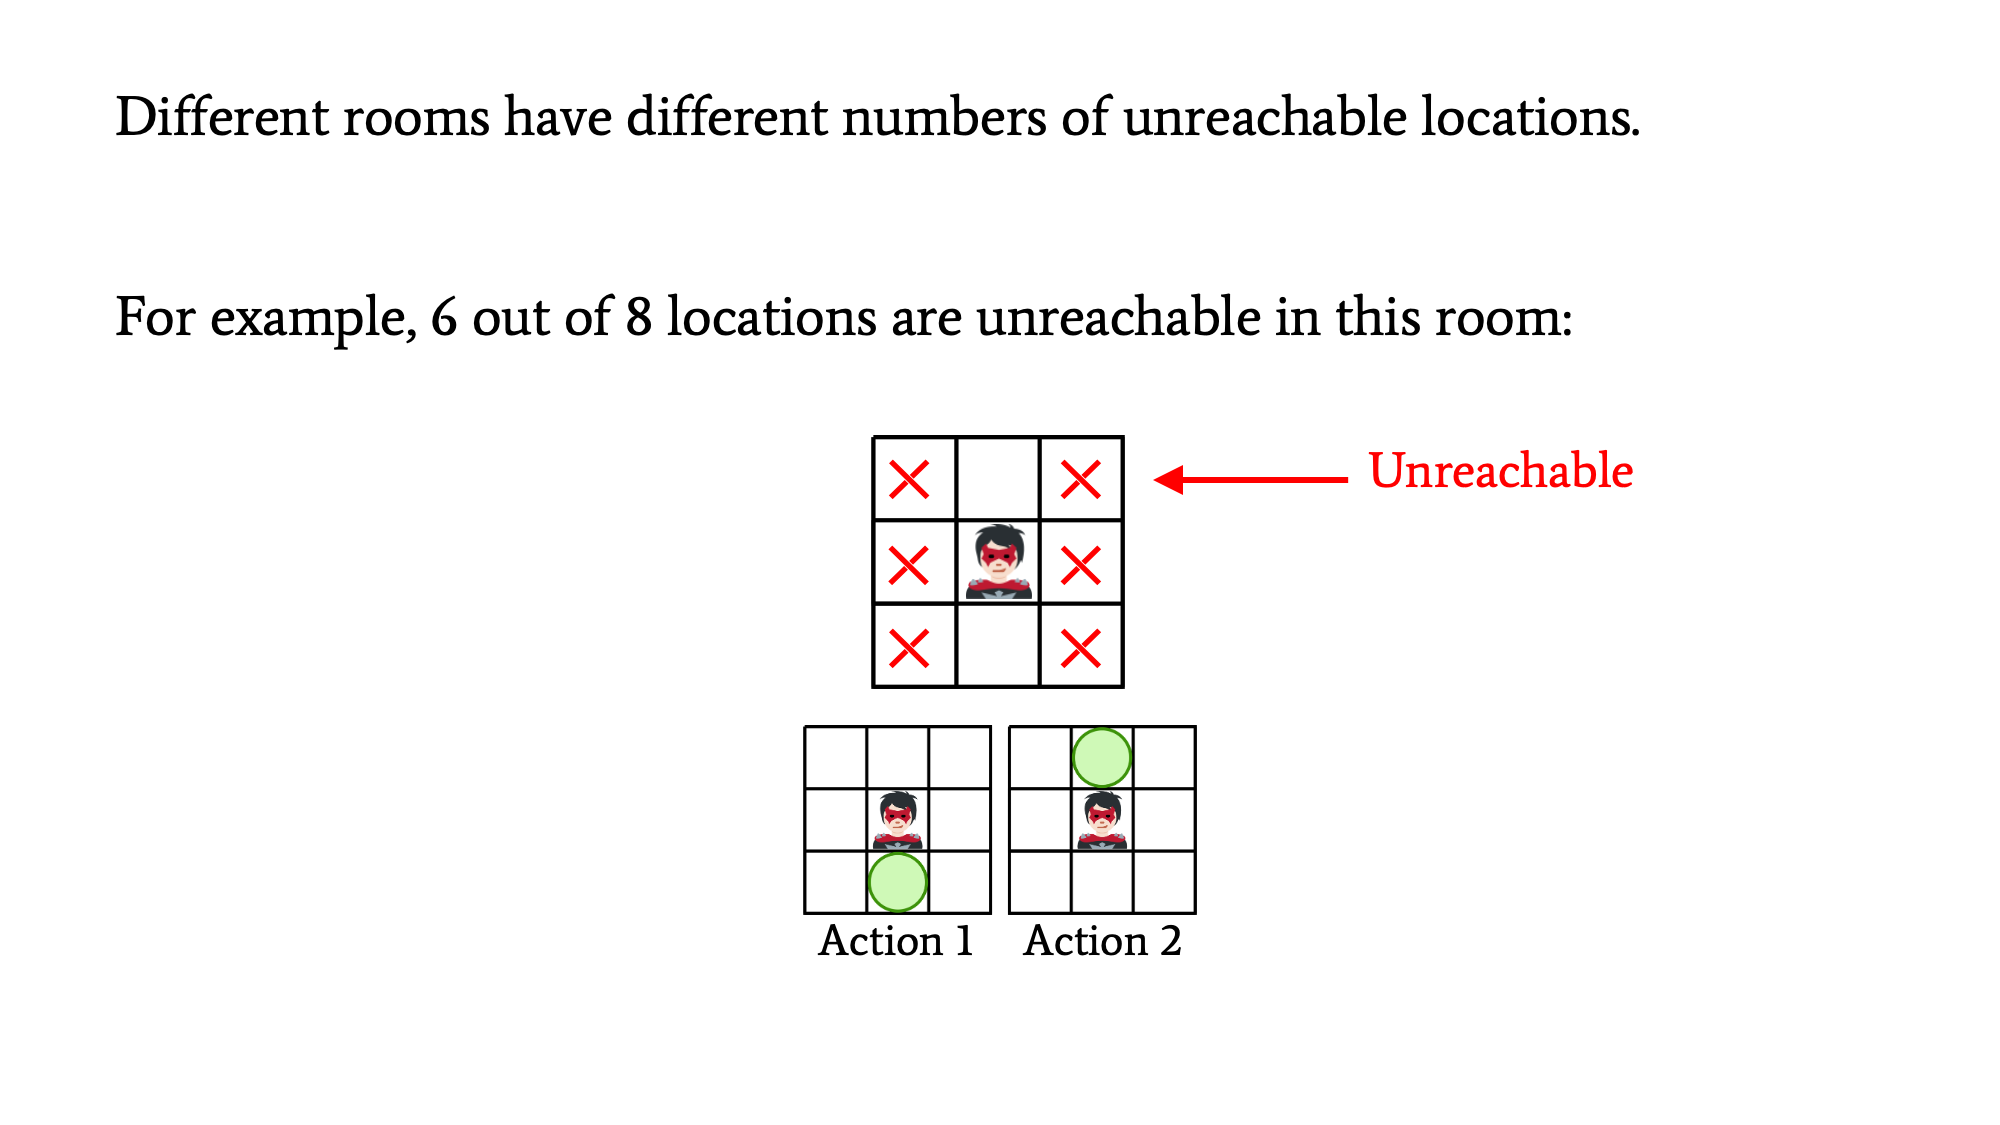 Different rooms have different numbers of unreachable locations.
For example, 6 out of 8 locations are unreachable in this room:
Unreachable
Action 1
Action 2